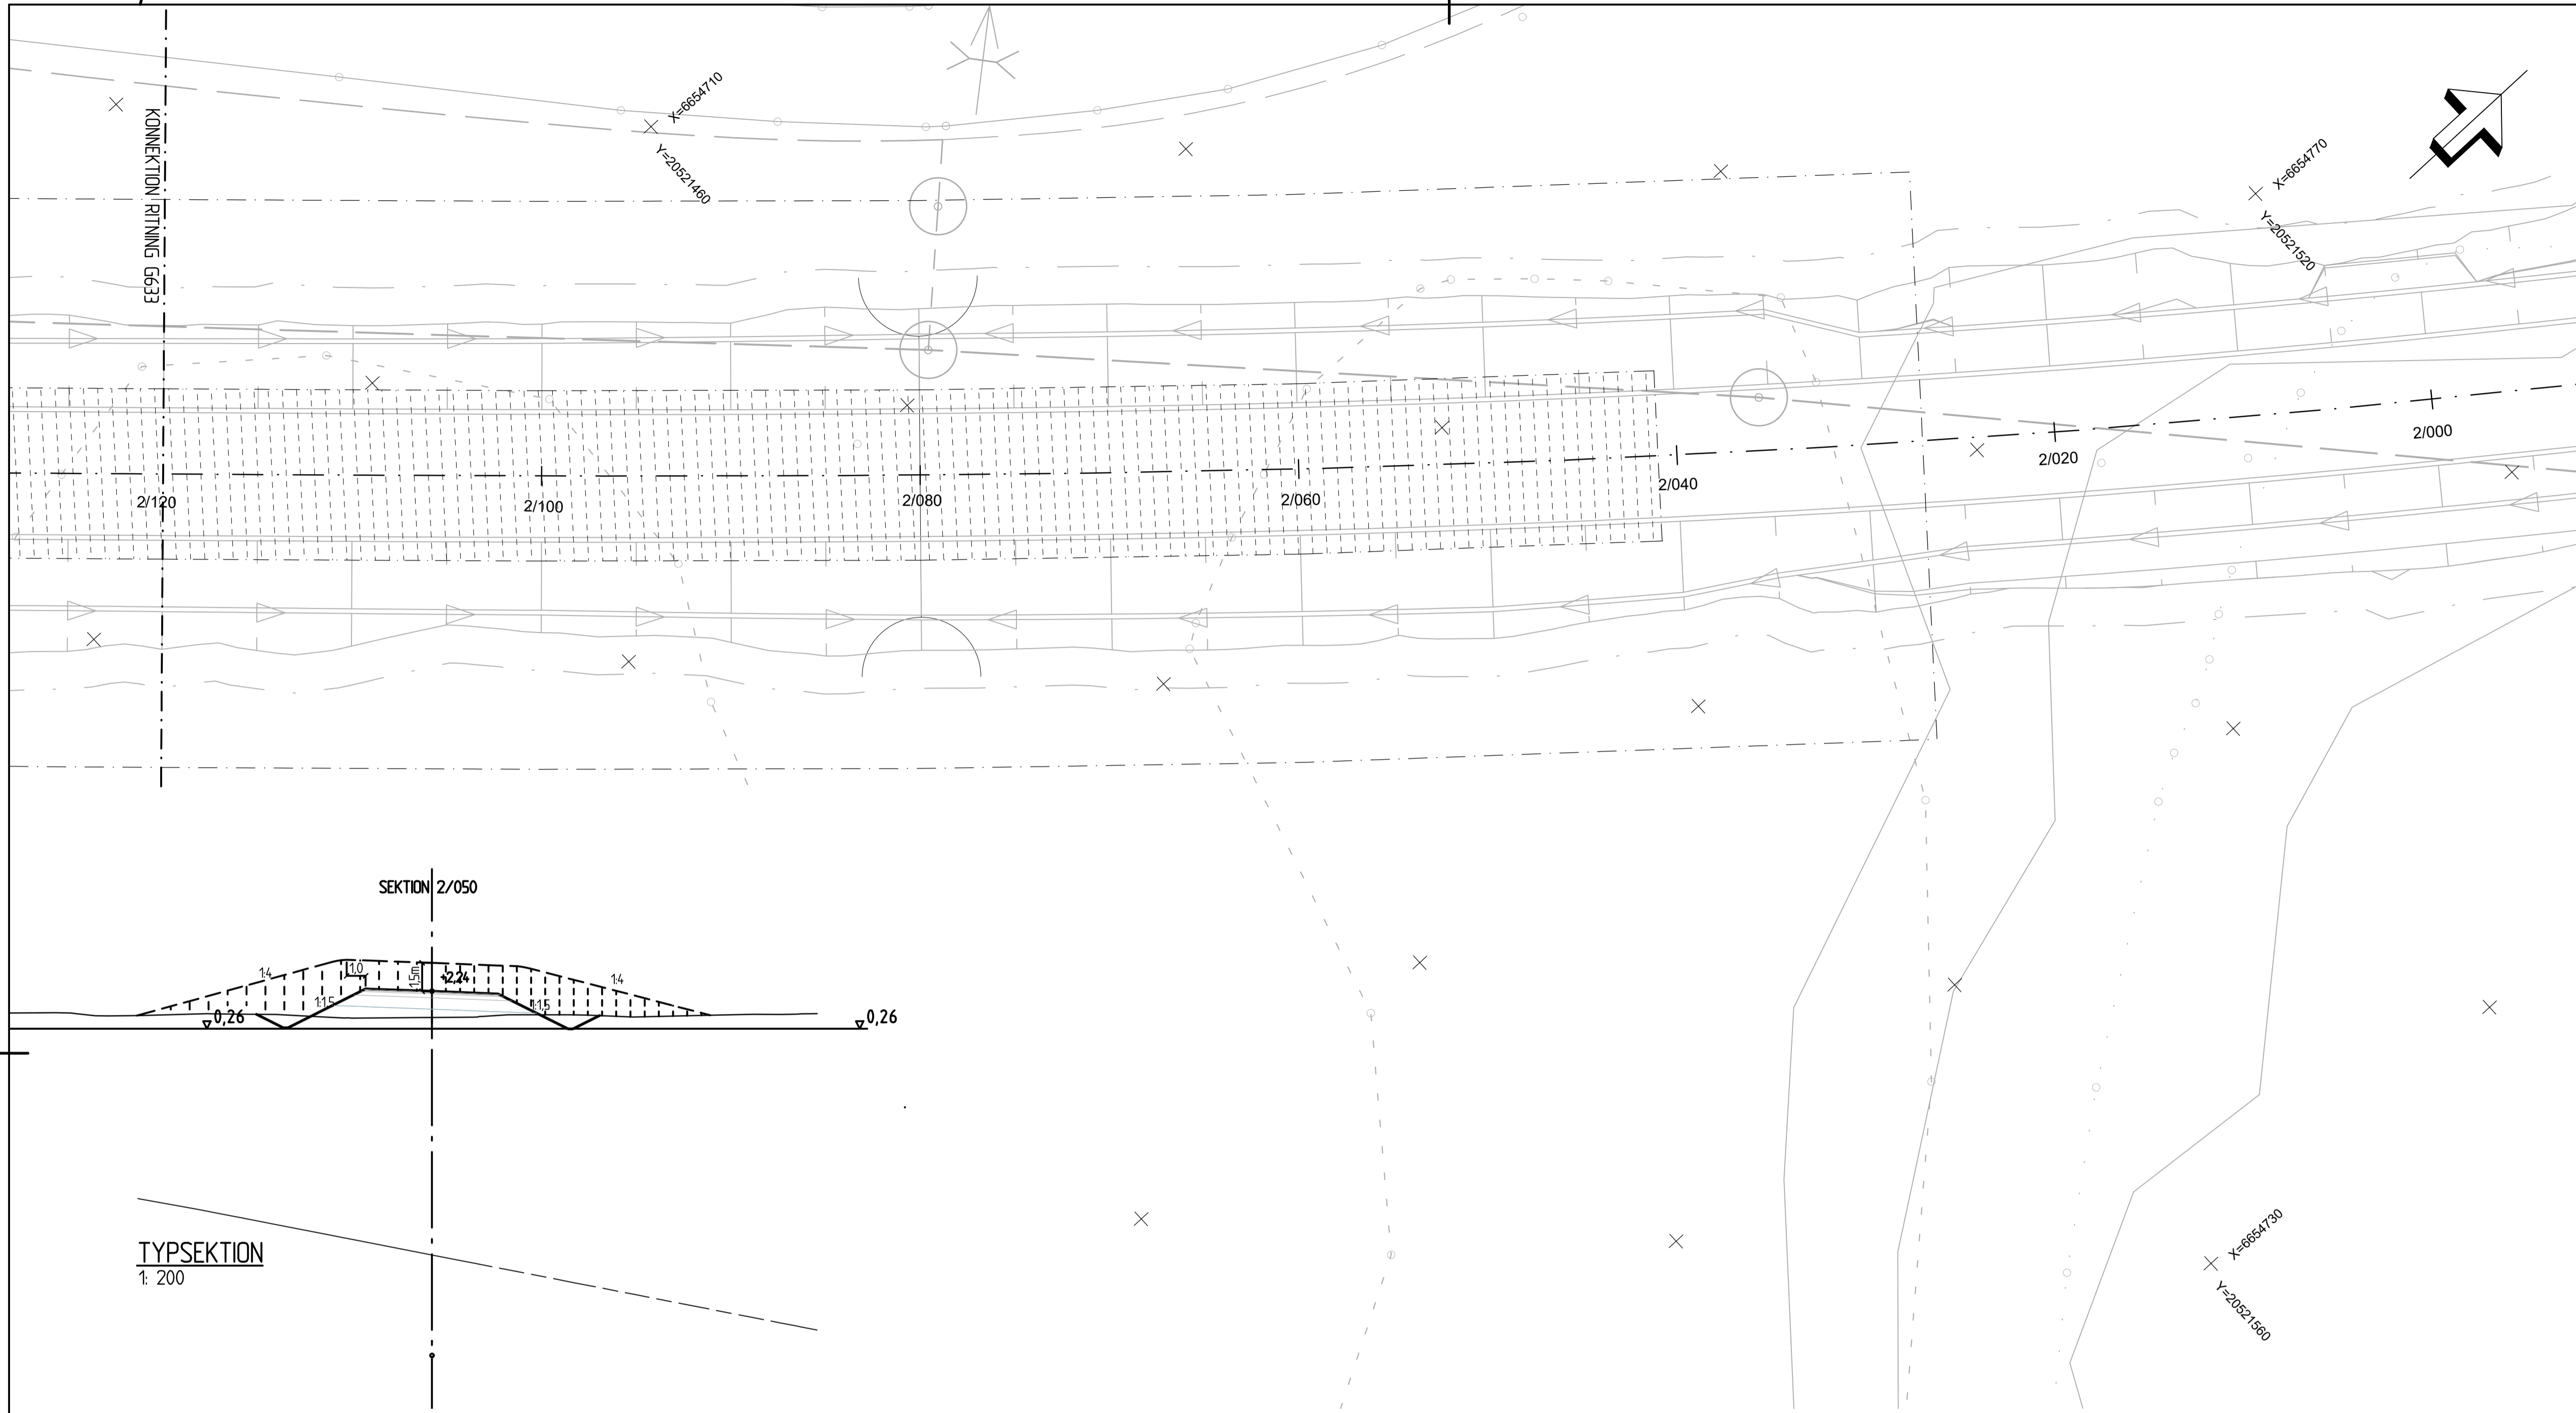 KONNEKTION RITNING G633
X=6654710
Y=20521460
X=6654770
Y=20521520
2/120
2/100
2/080
2/060
2/040
2/020
2/000
SEKTION 2/050
1:4
1,0
1,5m
+2,24
1:4
1:1,5
1:1,5
0,26
0,26
TYPSEKTION
1: 200
X=6654730
Y=20521560